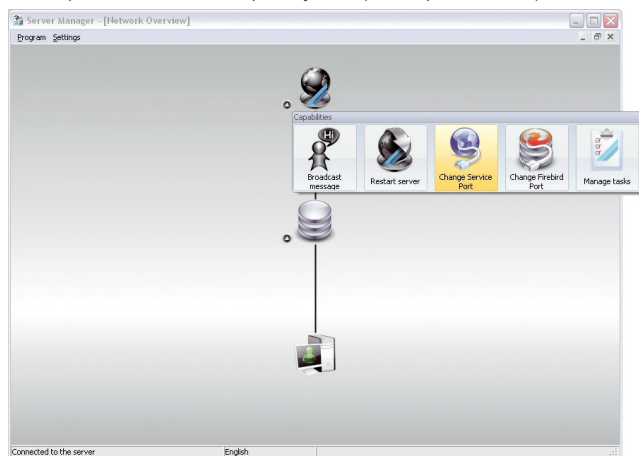 Server Manager - [Network Overview]
Program Settings
Capabilities
Hi
Broadcast
message
Restart server
Change Service
Port
Change Firebird
Port
Manage tasks
Connected to the server
English